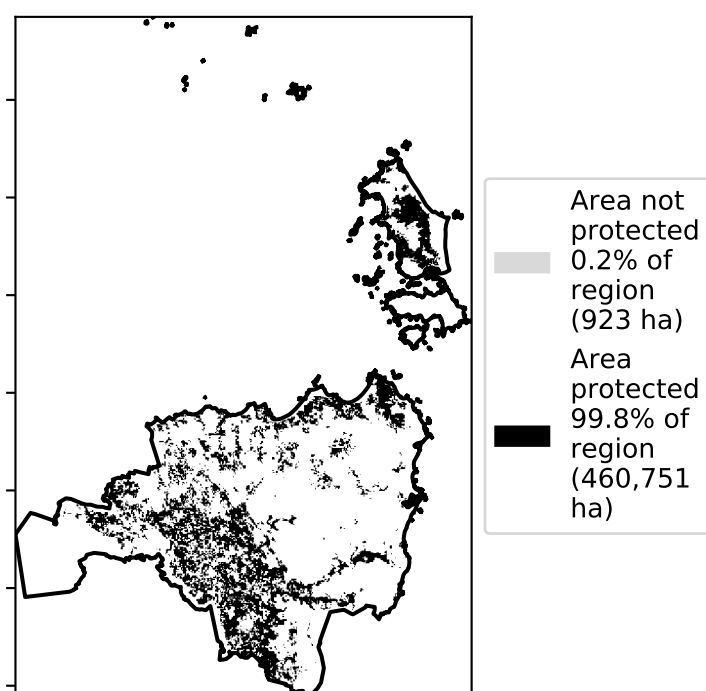 Area not
protected
0.2% of
region
(923 ha)
Area
protected
99.8% of
region
(460,751
ha)